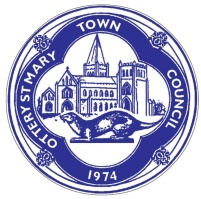 OTTERY ST MARY TOWN COUNCIL
1974